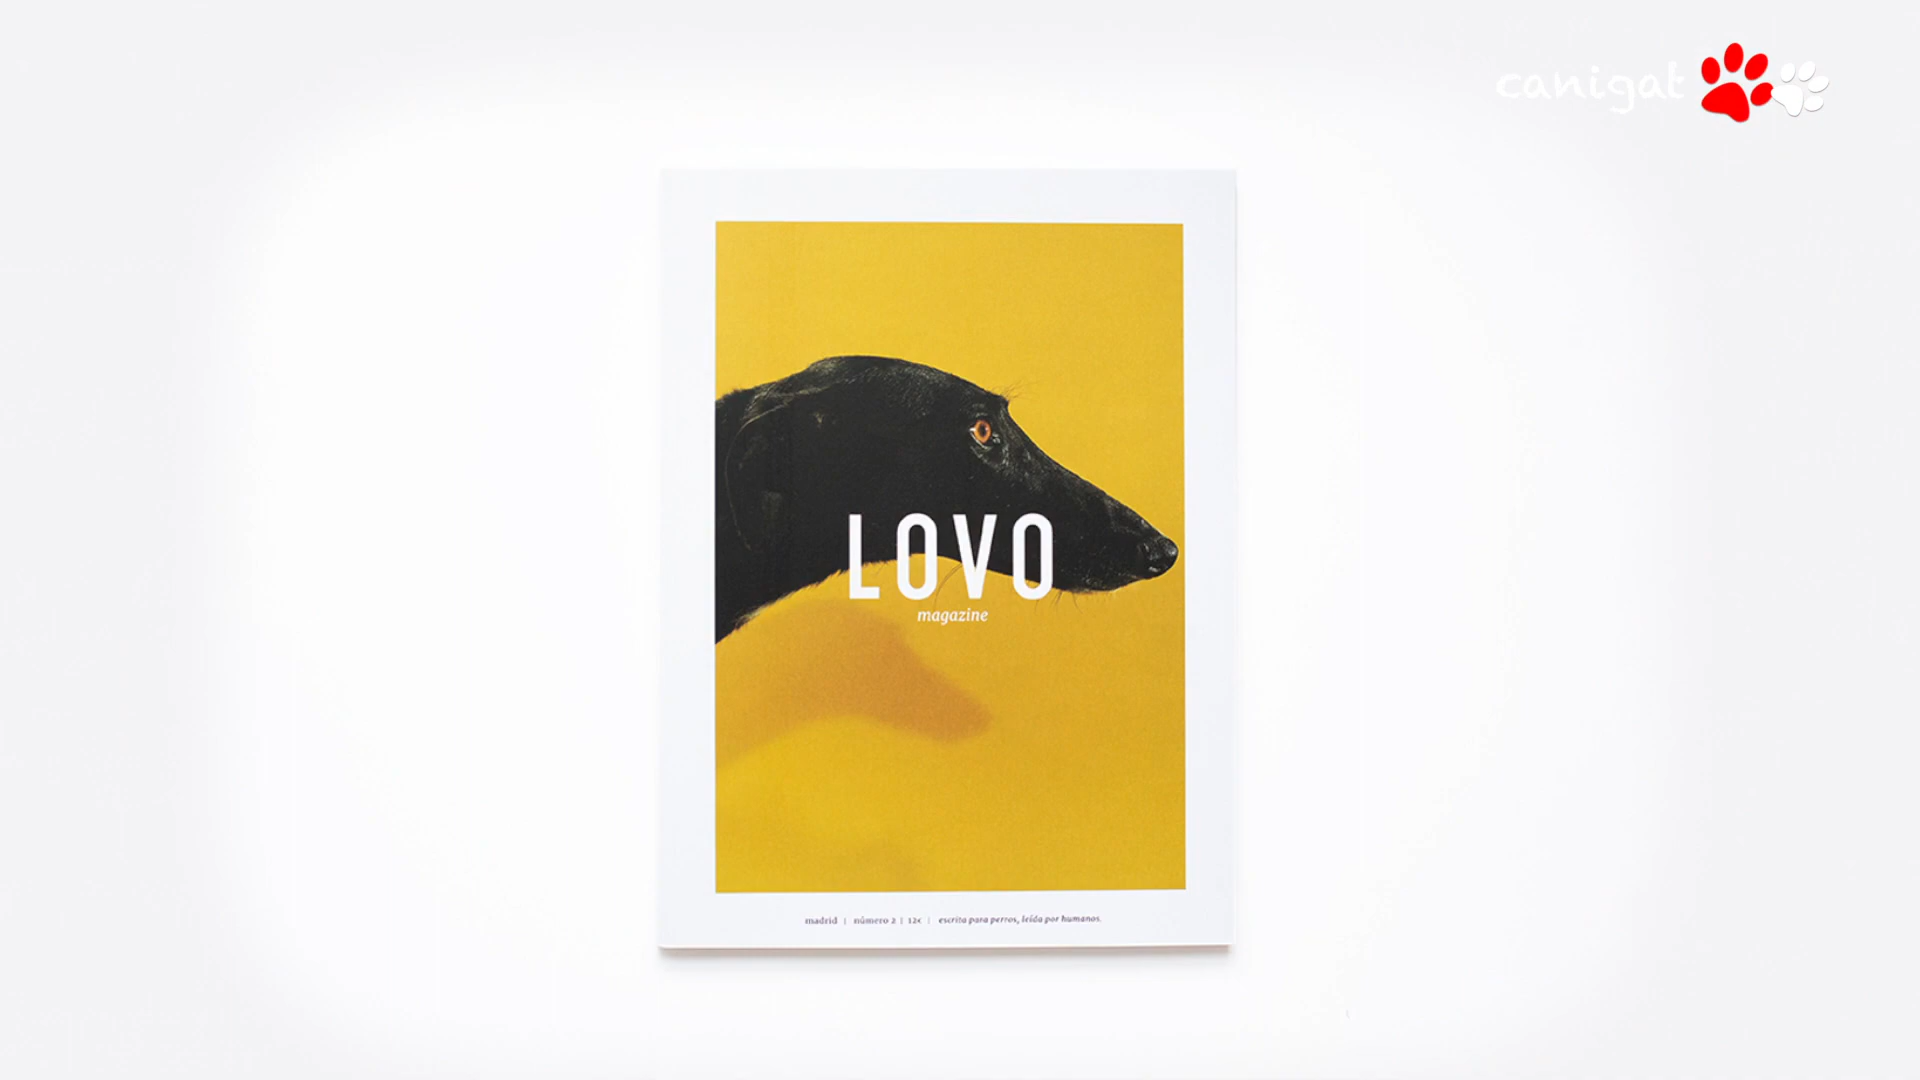 canigat
LOVO
magazine
madrid | número 2 | 12€ | escrita para perros, leída por humanos.